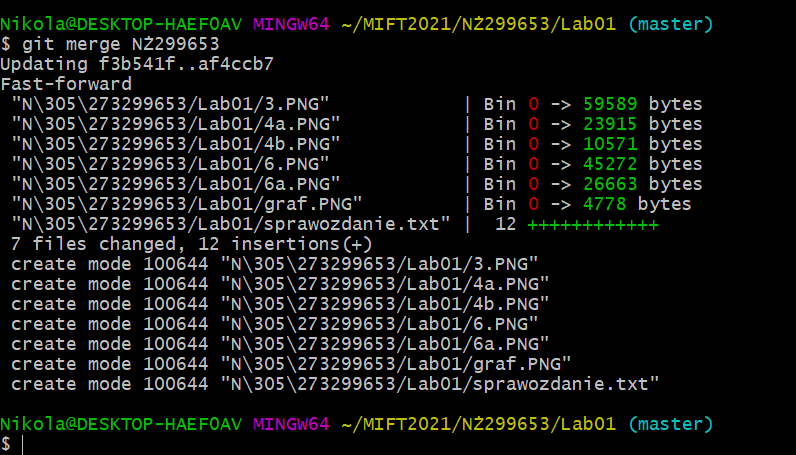 Nikola@DESKTOP-HAEF0AV MINGW64 ~/MIFT2021/NŻ299653/Lab01 (master)
$ git merge NŻ299653
Updating f3b541f..af4ccb7
Fast-forward
 "N\305\273299653/Lab01/3.PNG"              | Bin 0 -> 59589 bytes
 "N\305\273299653/Lab01/4a.PNG"             | Bin 0 -> 23915 bytes
 "N\305\273299653/Lab01/4b.PNG"             | Bin 0 -> 10571 bytes
 "N\305\273299653/Lab01/6.PNG"              | Bin 0 -> 45272 bytes
 "N\305\273299653/Lab01/6a.PNG"             | Bin 0 -> 26663 bytes
 "N\305\273299653/Lab01/graf.PNG"           | Bin 0 -> 4778 bytes
 "N\305\273299653/Lab01/sprawozdanie.txt" |  12 ++++++++++++
 7 files changed, 12 insertions(+)
 create mode 100644 "N\305\273299653/Lab01/3.PNG"
 create mode 100644 "N\305\273299653/Lab01/4a.PNG"
 create mode 100644 "N\305\273299653/Lab01/4b.PNG"
 create mode 100644 "N\305\273299653/Lab01/6.PNG"
 create mode 100644 "N\305\273299653/Lab01/6a.PNG"
 create mode 100644 "N\305\273299653/Lab01/graf.PNG"
 create mode 100644 "N\305\273299653/Lab01/sprawozdanie.txt"
Nikola@DESKTOP-HAEF0AV MINGW64 ~/MIFT2021/NŻ299653/Lab01 (master)
$